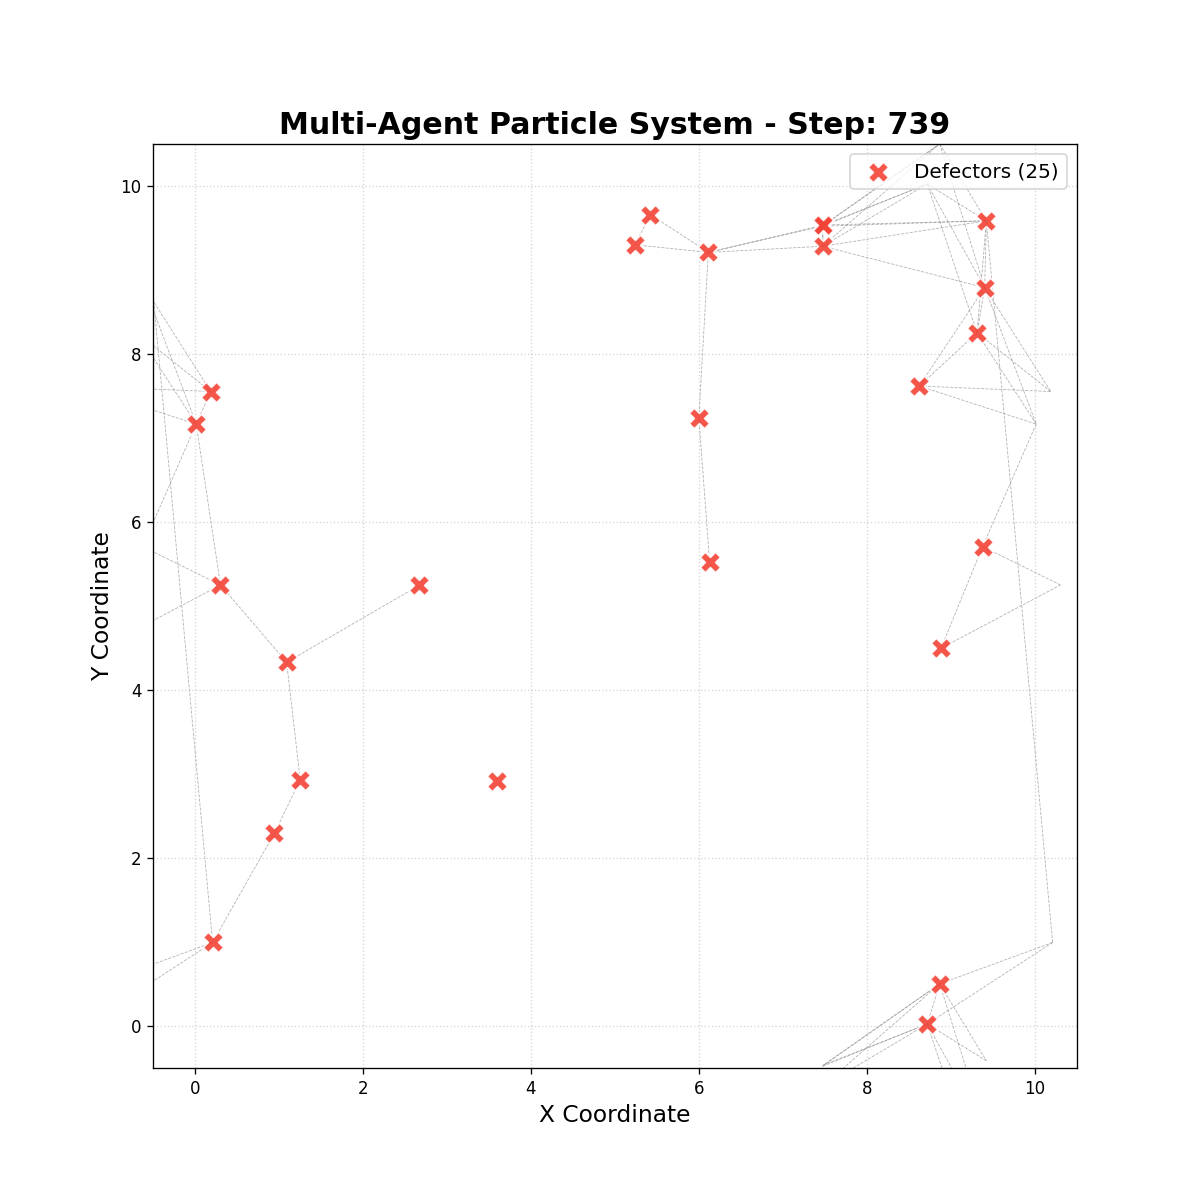 Multi-Agent Particle System - Step: 739
Defectors (25)
10
8
6
4
2
0
Y Coordinate
0 2 4 6 8 10
X Coordinate